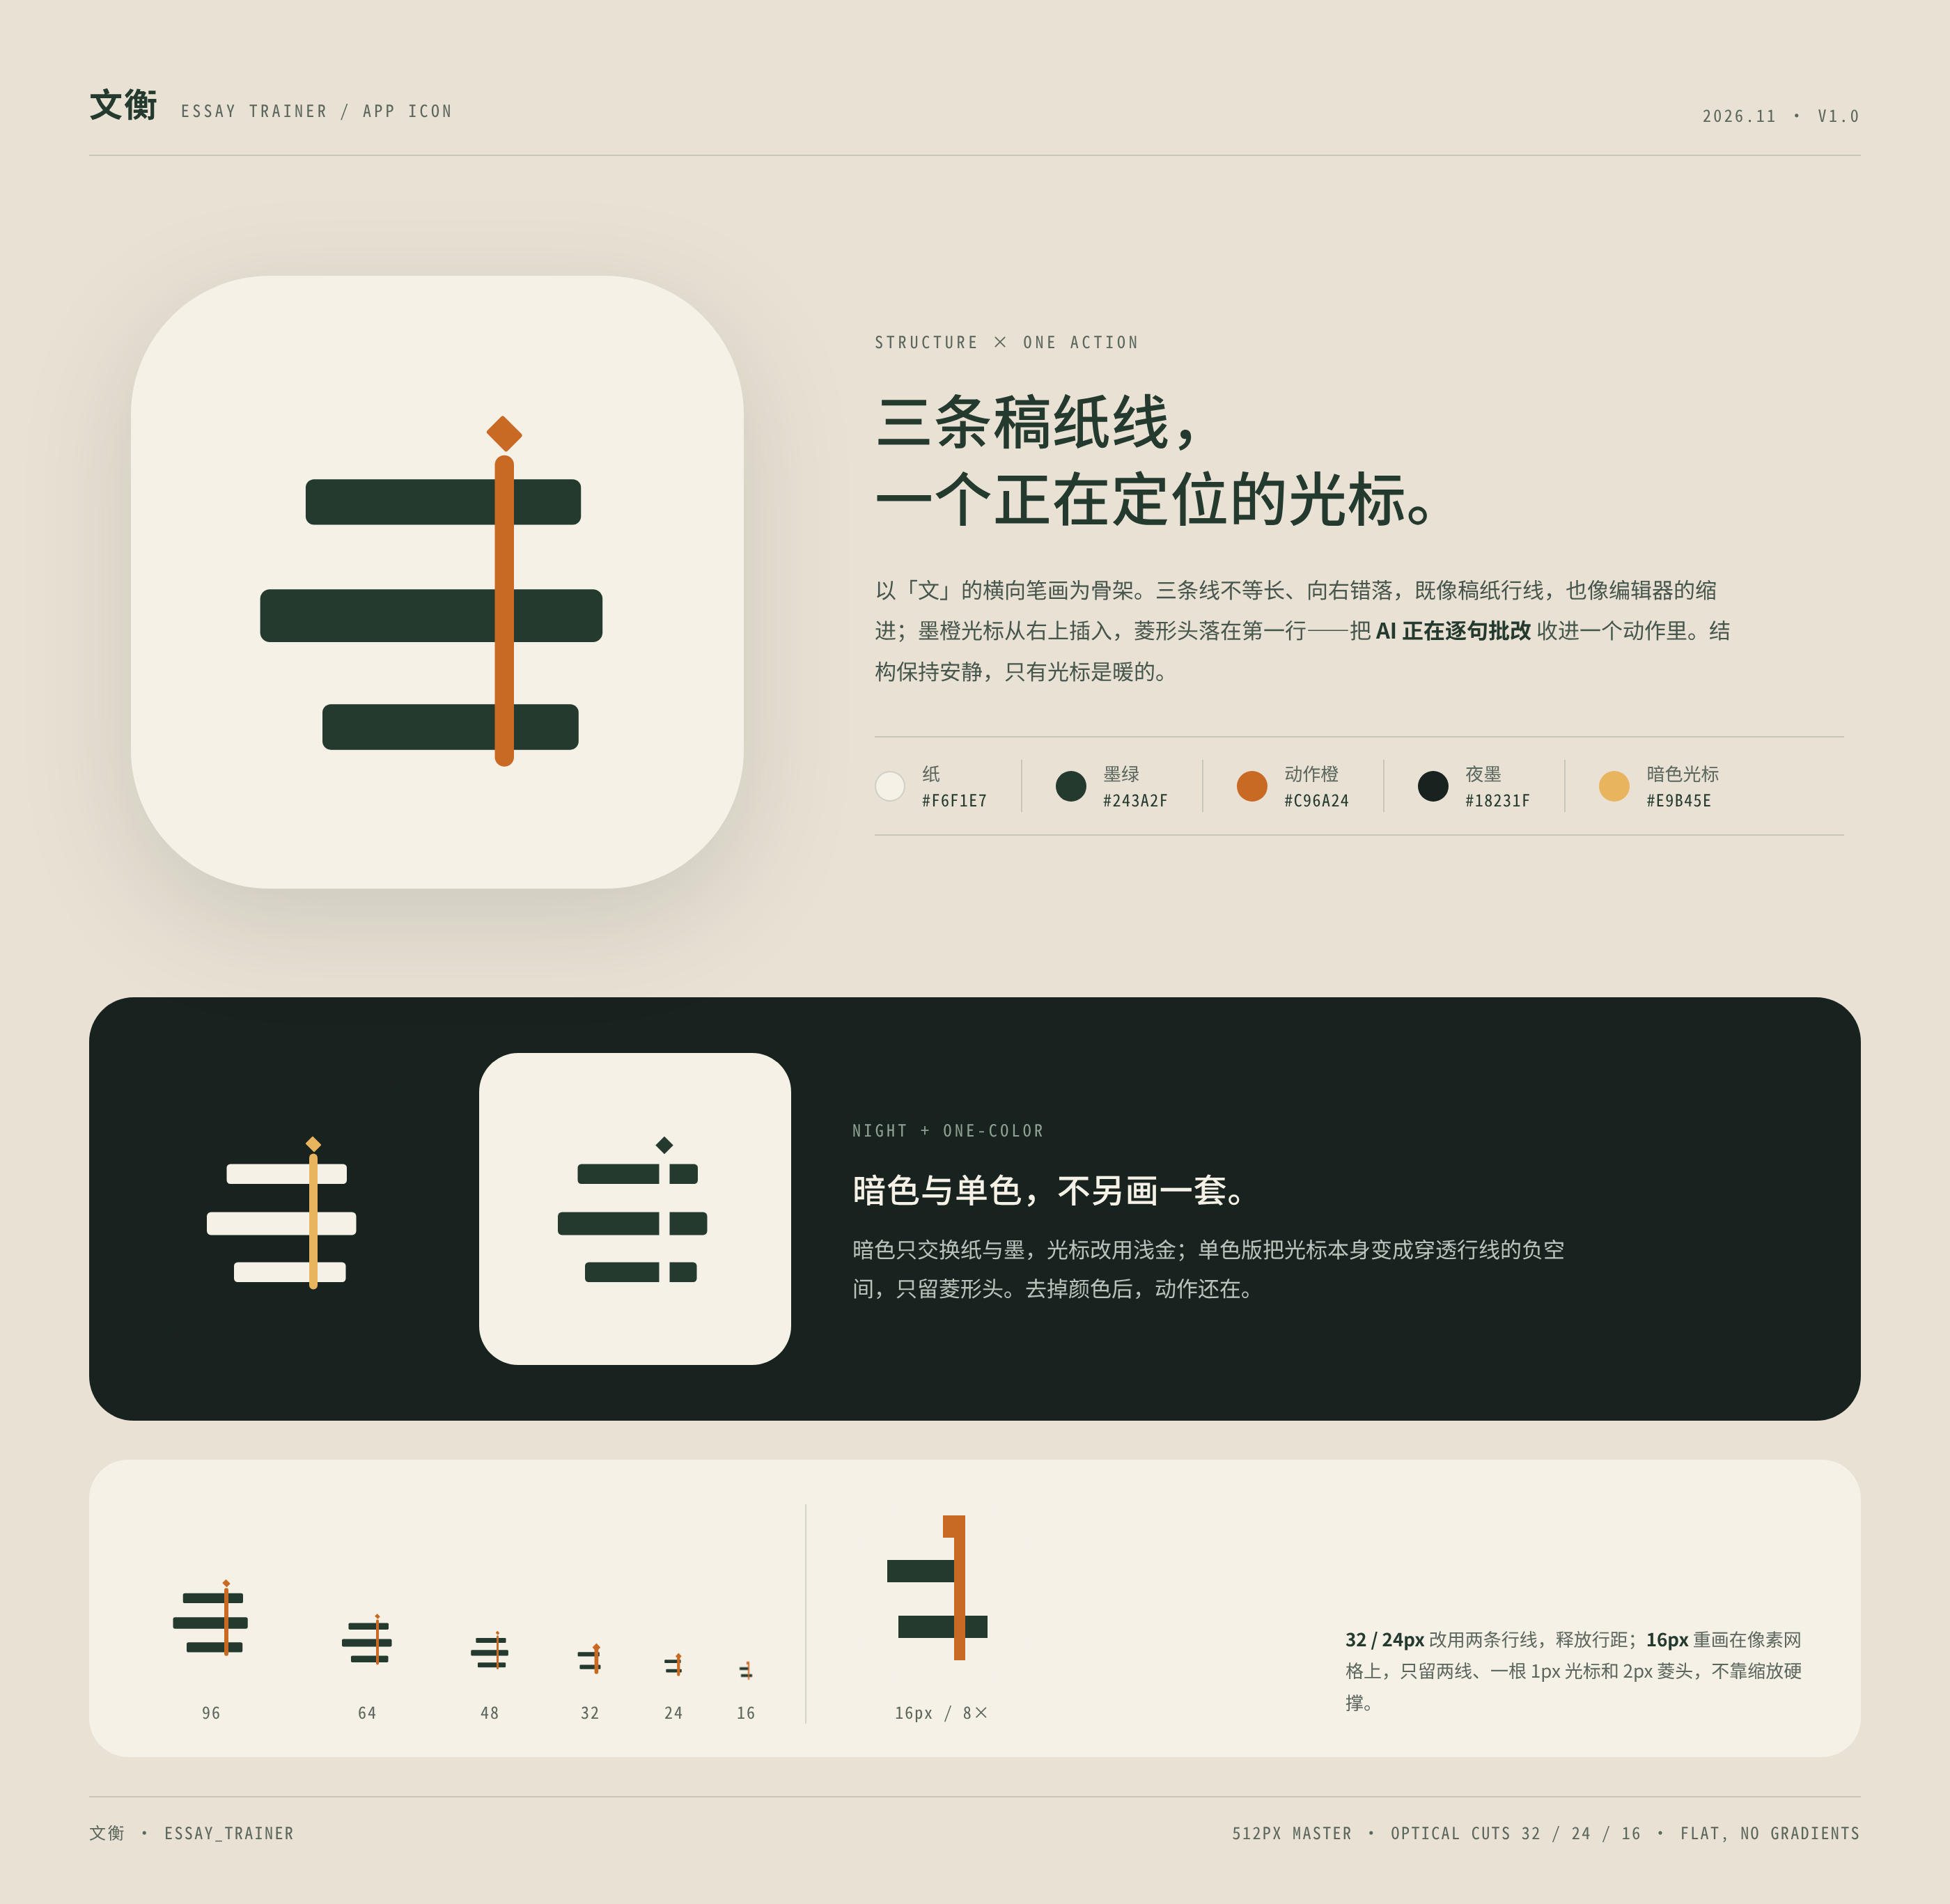 文衡 ESSAY TRAINER / APP ICON
2026.11 • V1.0
STRUCTURE × ONE ACTION
三条稿纸线，
一个正在定位的光标。
以「文」的横向笔画为骨架。三条线不等长、向右错落，既像稿纸行线，也像编辑器的缩
进；墨橙光标从右上插入，菱形头落在第一行——把 AI 正在逐句批改 收进一个动作里。结
构保持安静，只有光标是暖的。
纸
#F6F1E7
墨绿
#243A2F
动作橙
#C96A24
夜墨
#18231F
暗色光标
#E9B45E
NIGHT + ONE-COLOR
暗色与单色，不另画一套。
暗色只交换纸与墨，光标改用浅金；单色版把光标本身变成穿透行线的负空
间，只留菱形头。去掉颜色后，动作还在。
96
64
48
32
24
16
16px / 8×
32 / 24px 改用两条行线，释放行距；16px 重画在像素网
格上，只留两线、一根 1px 光标和 2px 菱头，不靠缩放硬
撑。
文衡 • ESSAY_TRAINER
512PX MASTER • OPTICAL CUTS 32 / 24 / 16 • FLAT, NO GRADIENTS